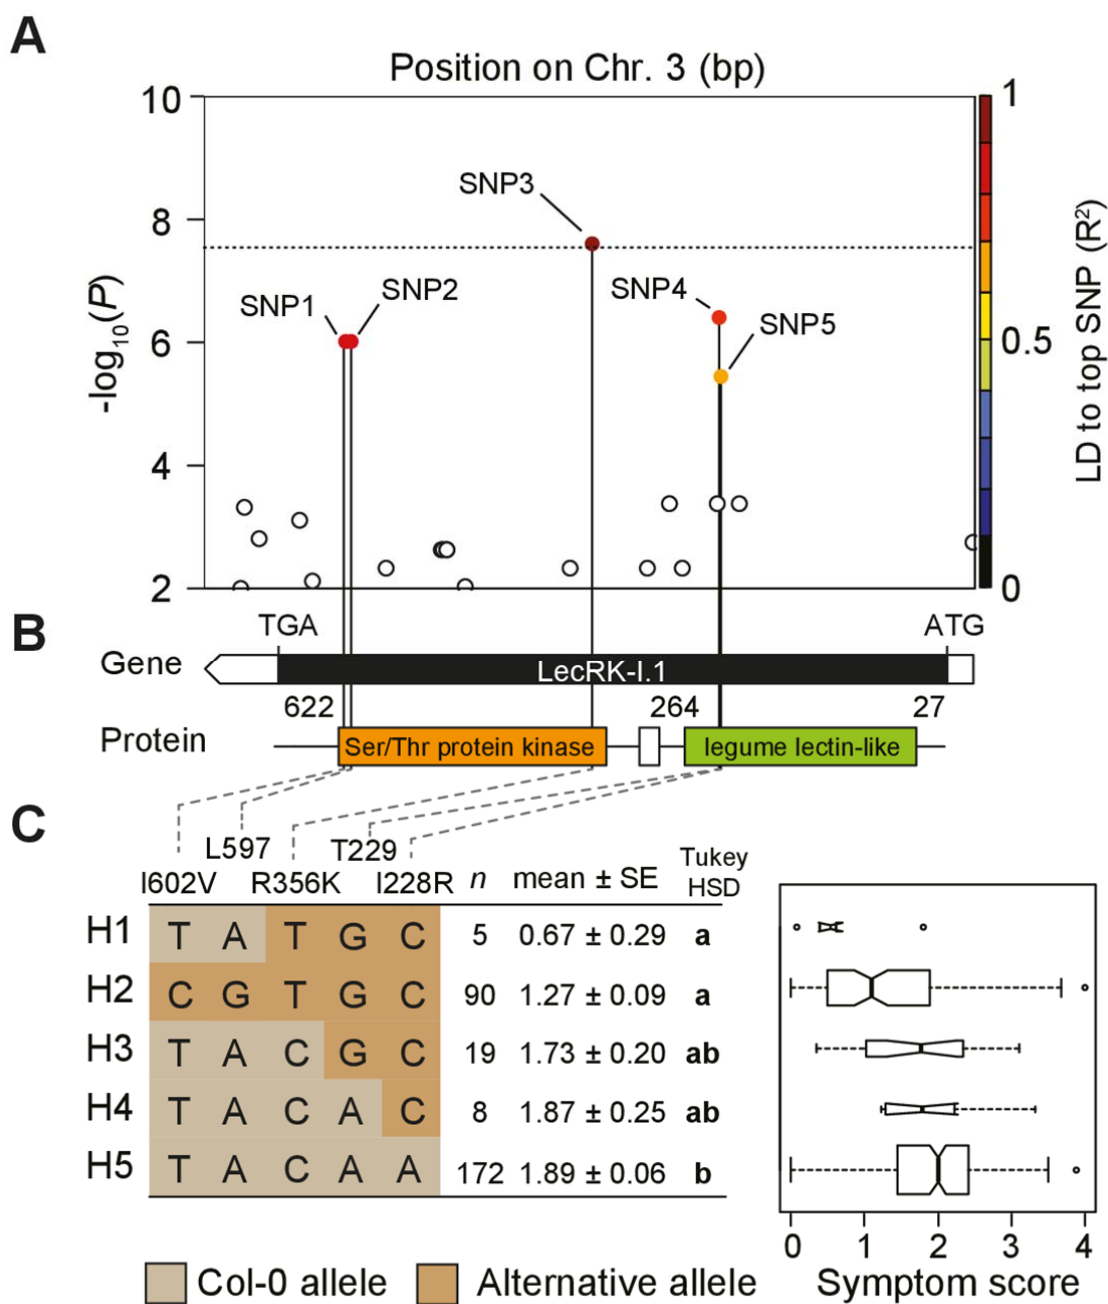 A
Position on Chr. 3 (bp)
10
8
6
4
2
-log10(P)
SNP1
SNP2
SNP3
SNP4
SNP5
1
0.5
0
LD to top SNP (R²)
B
TGA
ATG
Gene
LecRK-I.1
622
264
27
Protein
Ser/Thr protein kinase
legume lectin-like
C
L597
T229
Tukey
I602V R356K I228R n mean ± SE HSD
H1 T A T G C 5 0.67 ± 0.29 a
H2 C G T G C 90 1.27 ± 0.09 a
H3 T A C G C 19 1.73 ± 0.20 ab
H4 T A C A C 8 1.87 ± 0.25 ab
H5 T A C A A 172 1.89 ± 0.06 b
0 1 2 3 4
Symptom score
Col-0 allele
Alternative allele